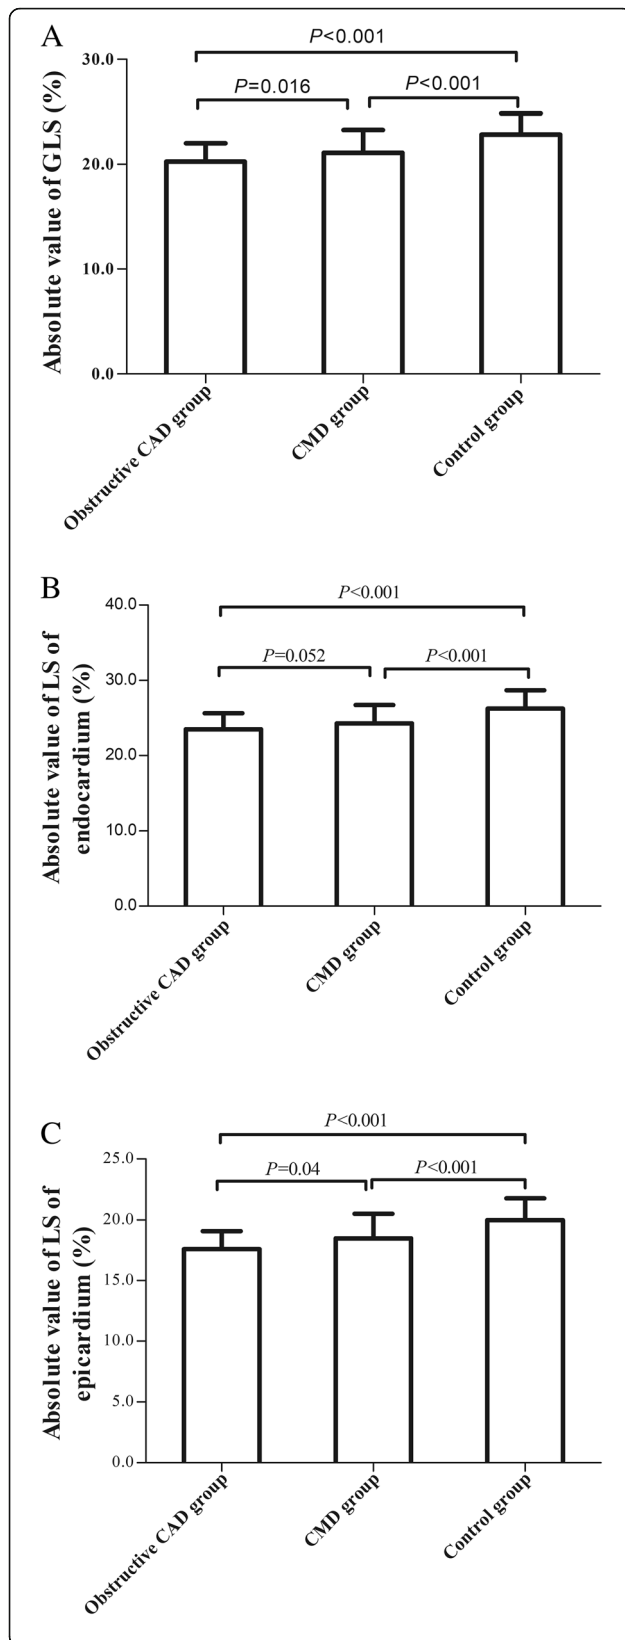 A
P<0.001
P=0.016
P<0.001
Absolute value of GLS (%)
30.0
20.0
10.0
0.0
Obstructive CAD group
CMD group
Control group
B
P<0.001
P=0.052
P<0.001
Absolute value of LS of
endocardium (%)
40.0
30.0
20.0
10.0
0.0
Obstructive CAD group
CMD group
Control group
C
P<0.001
P=0.04
P<0.001
Absolute value of LS of
epicardium (%)
25.0
20.0
15.0
10.0
5.0
0.0
Obstructive CAD group
CMD group
Control group